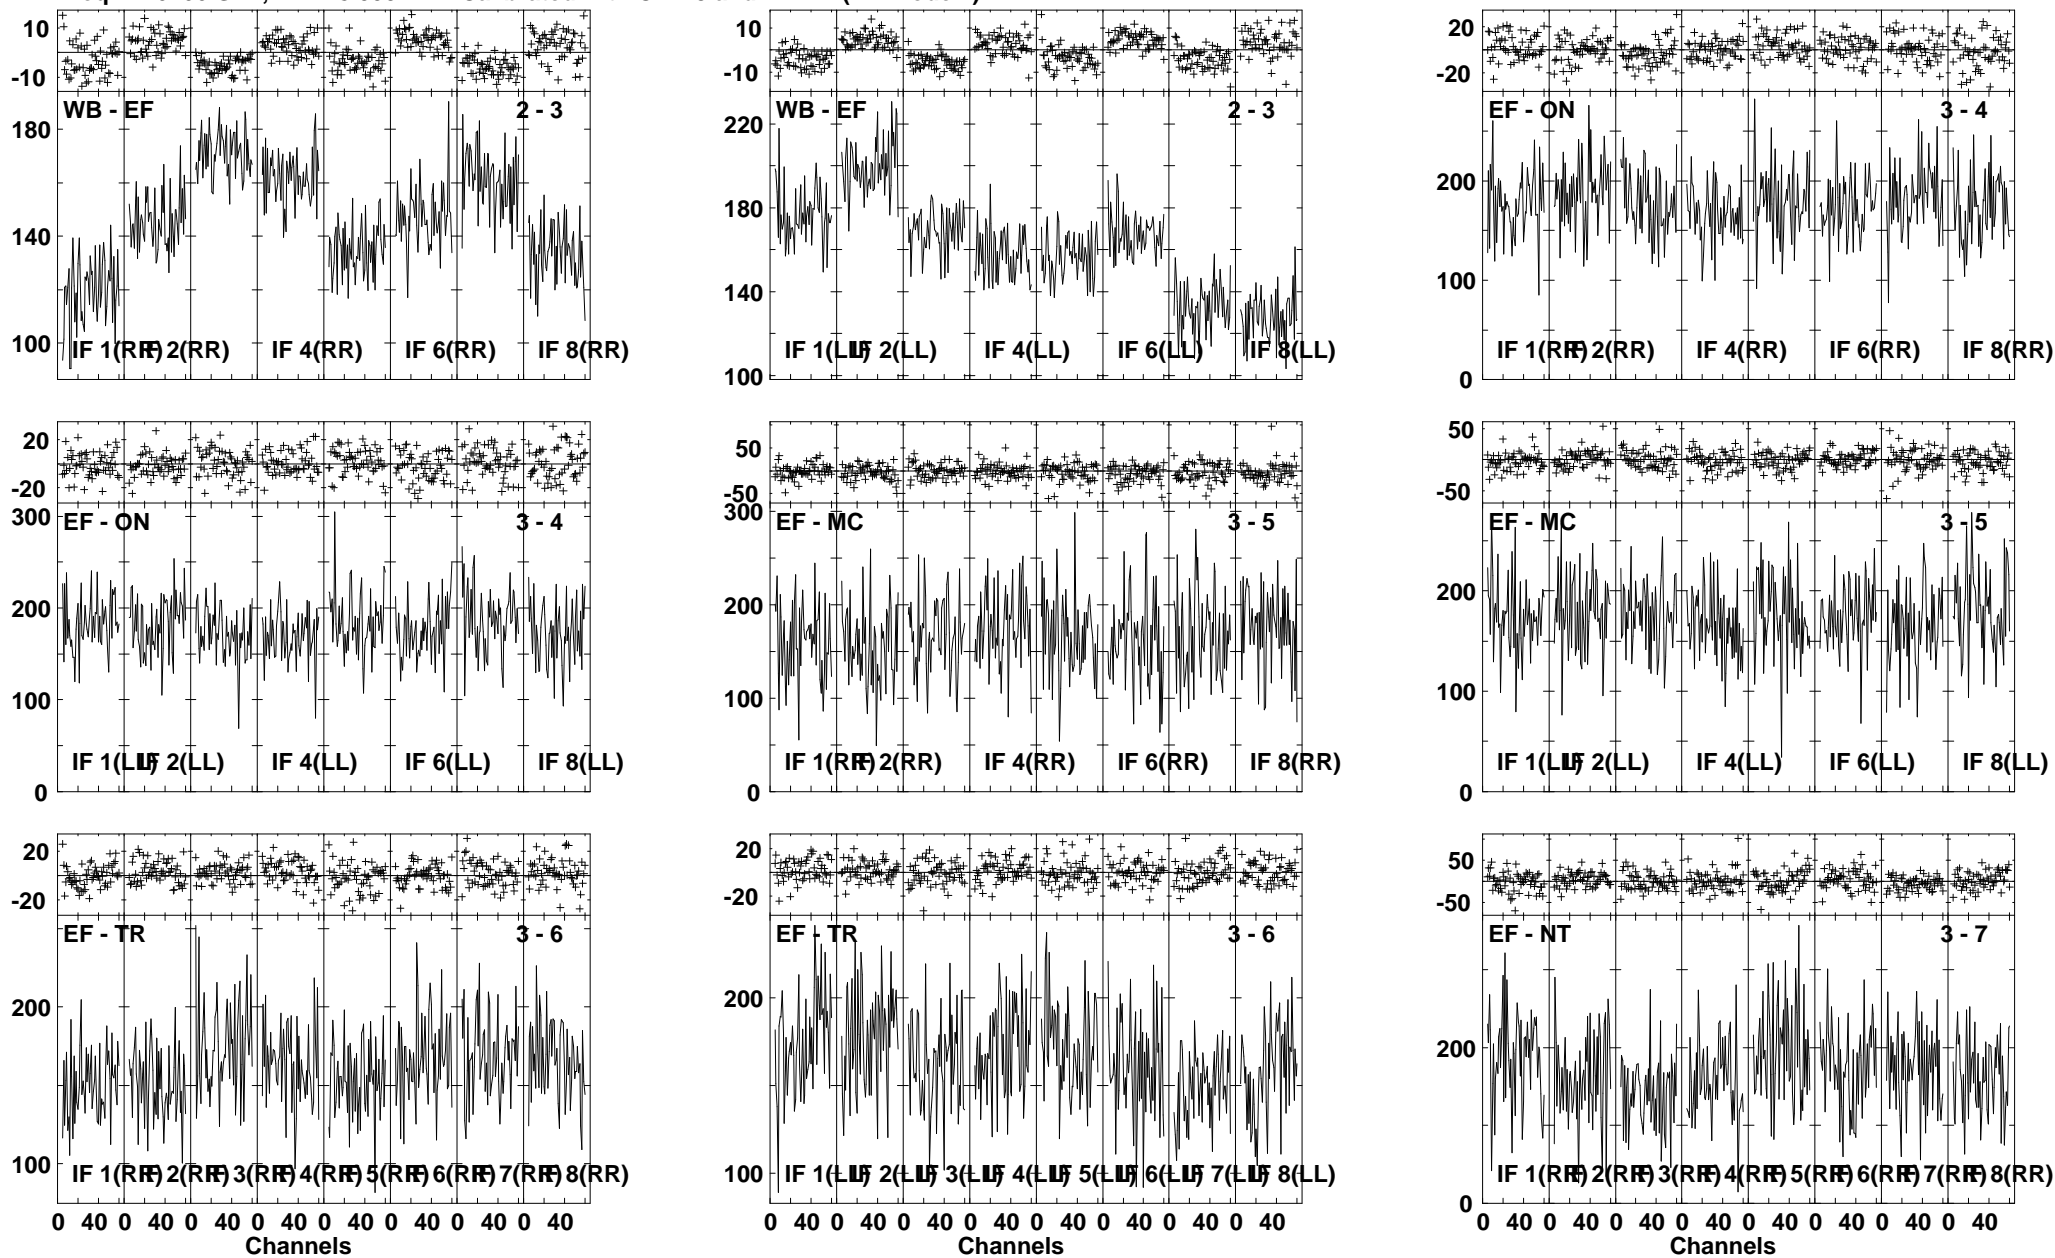 10 10 20
-10 -10 -20
WB - EF 2 - 3 WB - EF 2 - 3 EF - ON 3 - 4
180 220 200
140 180 100
100 140 0
100
IF 1(RR) IF 2(RR) IF 4(RR) IF 6(RR) IF 8(RR)
IF 1(LL) IF 2(LL) IF 4(LL) IF 6(LL) IF 8(LL)
IF 1(RR) IF 2(RR) IF 4(RR) IF 6(RR) IF 8(RR)
20 50 50
-20 -50 -50
EF - ON 3 - 4 EF - MC 3 - 5 EF - MC 3 - 5
300 300 200
200 200 100
100 100 0
0 0
IF 1(LL) IF 2(LL) IF 4(LL) IF 6(LL) IF 8(LL)
IF 1(RR) IF 2(RR) IF 4(RR) IF 6(RR) IF 8(RR)
IF 1(LL) IF 2(LL) IF 4(LL) IF 6(LL) IF 8(LL)
20 20 50
-20 -20 -50
EF - TR 3 - 6 EF - TR 3 - 6 EF - NT 3 - 7
200 200 200
100 100 0
IF 1(RR) IF 2(RR) IF 3(RR) IF 4(RR) IF 5(RR) IF 6(RR) IF 7(RR) IF 8(RR)
IF 1(LL) IF 2(LL) IF 3(LL) IF 4(LL) IF 5(LL) IF 6(LL) IF 7(LL) IF 8(LL)
IF 1(RR) IF 2(RR) IF 3(RR) IF 4(RR) IF 5(RR) IF 6(RR) IF 7(RR) IF 8(RR)
0 40 0 40 0 40 0 40 0 40 0 40 0 40 0 40
0 40 0 40 0 40 0 40 0 40 0 40 0 40 0 40
0 40 0 40 0 40 0 40 0 40 0 40 0 40 0 40
Channels Channels Channels